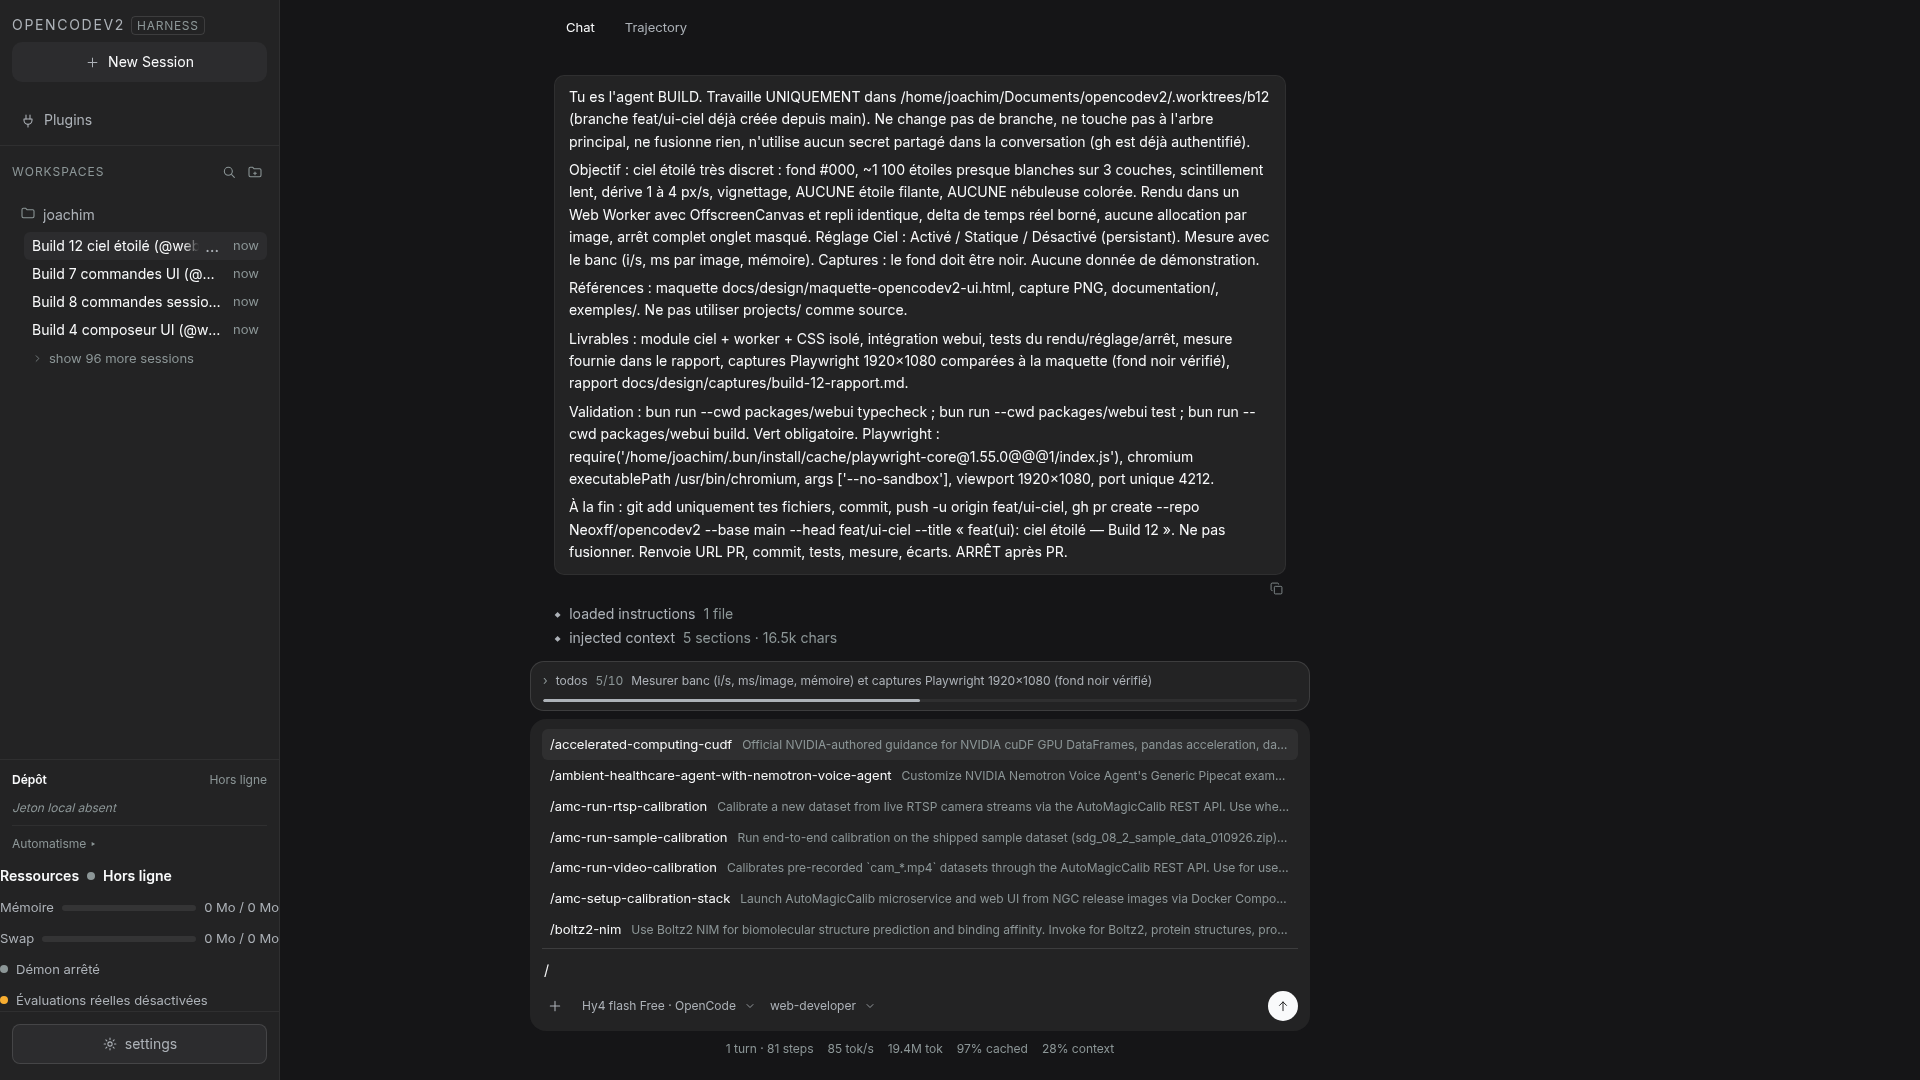 OPENCODEV2 HARNESS
New Session
Plugins
WORKSPACES
joachim
Build 12 ciel étoilé (@web ... now
Build 7 commandes UI (@... now
Build 8 commandes sessio... now
Build 4 composeur UI (@w... now
show 96 more sessions
Dépôt Hors ligne
Jeton local absent
Automatisme
Ressources Hors ligne
Mémoire 0 Mo / 0 Mo
Swap 0 Mo / 0 Mo
Démon arrêté
Évaluations réelles désactivées
settings
Chat Trajectory
Tu es l'agent BUILD. Travaille UNIQUEMENT dans /home/joachim/Documents/opencodev2/.worktrees/b12
(branche feat/ui-ciel déjà créée depuis main). Ne change pas de branche, ne touche pas à l'arbre
principal, ne fusionne rien, n'utilise aucun secret partagé dans la conversation (gh est déjà authentifié).
Objectif : ciel étoilé très discret : fond #000, ~1 100 étoiles presque blanches sur 3 couches, scintillement
lent, dérive 1 à 4 px/s, vignettage, AUCUNE étoile filante, AUCUNE nébuleuse colorée. Rendu dans un
Web Worker avec OffscreenCanvas et repli identique, delta de temps réel borné, aucune allocation par
image, arrêt complet onglet masqué. Réglage Ciel : Activé / Statique / Désactivé (persistant). Mesure avec
le banc (i/s, ms par image, mémoire). Captures : le fond doit être noir. Aucune donnée de démonstration.
Références : maquette docs/design/maquette-opencodev2-ui.html, capture PNG, documentation/,
exemples/. Ne pas utiliser projects/ comme source.
Livrables : module ciel + worker + CSS isolé, intégration webui, tests du rendu/réglage/arrêt, mesure
fournie dans le rapport, captures Playwright 1920×1080 comparées à la maquette (fond noir vérifié),
rapport docs/design/captures/build-12-rapport.md.
Validation : bun run --cwd packages/webui typecheck ; bun run --cwd packages/webui test ; bun run --
cwd packages/webui build. Vert obligatoire. Playwright :
require('/home/joachim/.bun/install/cache/playwright-core@1.55.0@@@1/index.js'), chromium
executablePath /usr/bin/chromium, args ['--no-sandbox'], viewport 1920×1080, port unique 4212.
À la fin : git add uniquement tes fichiers, commit, push -u origin feat/ui-ciel, gh pr create --repo
Neoxff/opencodev2 --base main --head feat/ui-ciel --title « feat(ui): ciel étoilé — Build 12 ». Ne pas
fusionner. Renvoie URL PR, commit, tests, mesure, écarts. ARRÊT après PR.
loaded instructions 1 file
injected context 5 sections · 16.5k chars
todos 5/10 Mesurer banc (i/s, ms/image, mémoire) et captures Playwright 1920×1080 (fond noir vérifié)
/accelerated-computing-cudf Official NVIDIA-authored guidance for NVIDIA cuDF GPU DataFrames, pandas acceleration, da...
/ambient-healthcare-agent-with-nemotron-voice-agent Customize NVIDIA Nemotron Voice Agent's Generic Pipecat exam...
/amc-run-rtsp-calibration Calibrate a new dataset from live RTSP camera streams via the AutoMagicCalib REST API. Use whe...
/amc-run-sample-calibration Run end-to-end calibration on the shipped sample dataset (sdg_08_2_sample_data_010926.zip)...
/amc-run-video-calibration Calibrates pre-recorded `cam_*.mp4` datasets through the AutoMagicCalib REST API. Use for use...
/amc-setup-calibration-stack Launch AutoMagicCalib microservice and web UI from NGC release images via Docker Compo...
/boltz2-nim Use Boltz2 NIM for biomolecular structure prediction and binding affinity. Invoke for Boltz2, protein structures, pro...
/
Hy4 flash Free · OpenCode web-developer
1 turn · 81 steps 85 tok/s 19.4M tok 97% cached 28% context